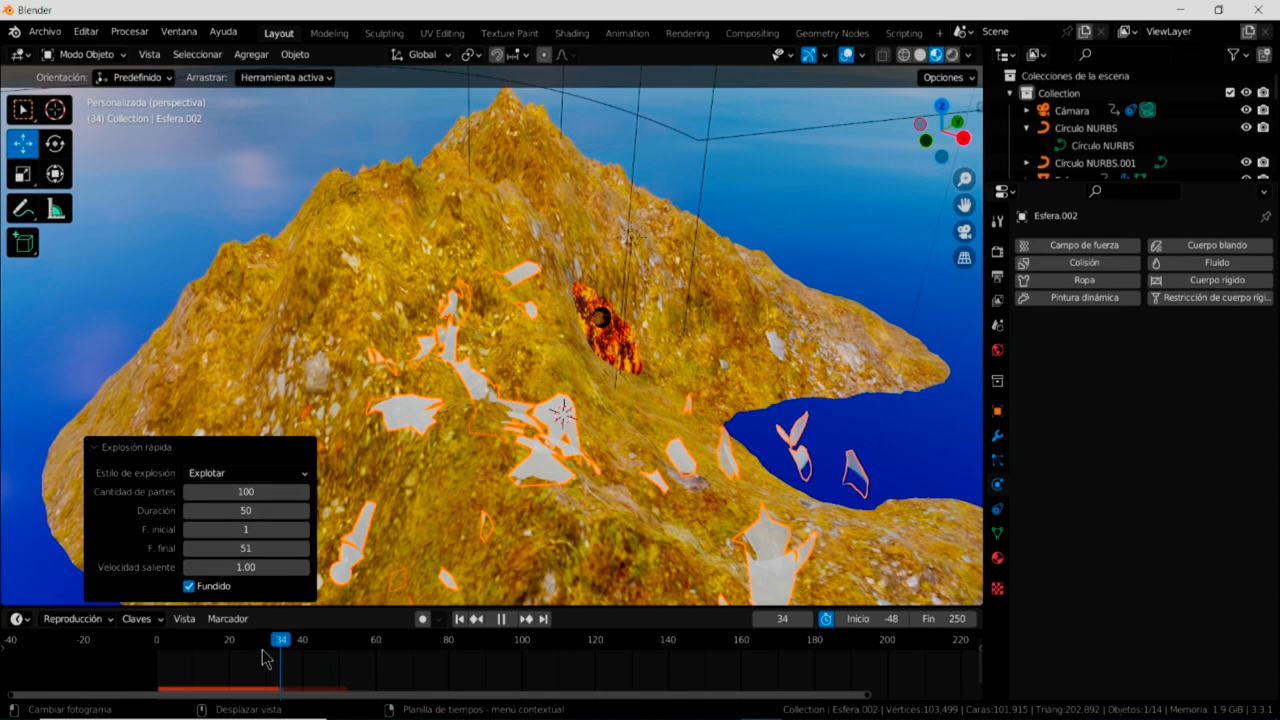 Blender
Archivo Editar Procesar Ventana Ayuda Layout Modeling Sculpting UV Editing Texture Paint Shading Animation Rendering Compositing Geometry Nodes Scripting + Scene ViewLayer
Modo Objeto Vista Seleccionar Agregar Objeto Global
Orientación: Predefinido Arrastrar: Herramienta activa Opciones
Personalizada (perspectiva)
(34) Collection | Esfera.002
Z
Y
X
Colecciones de la escena
Collection
Cámara
Círculo NURBS
Círculo NURBS
Círculo NURBS.001
Esfera.002
Campo de fuerza Cuerpo blando
Colisión Fluido
Ropa Cuerpo rígido
Pintura dinámica Restricción de cuerpo rígi...
Explosión rápida
Estilo de explosión Explotar
Cantidad de partes 100
Duración 50
F. inicial 1
F. final 51
Velocidad saliente 1.00
Fundido
Reproducción Claves Vista Marcador 34 Inicio -48 Fin 250
-40 -20 0 20 34 40 60 80 100 120 140 160 180 200 220
Cambiar fotograma Desplazar vista Planilla de tiempos - menú contextual Collection | Esfera.002 | Vértices:103,499 | Caras:101,915 | Triáng:202,892 | Objetos:1/14 | Memoria: 1.9 GiB | 3.3.1